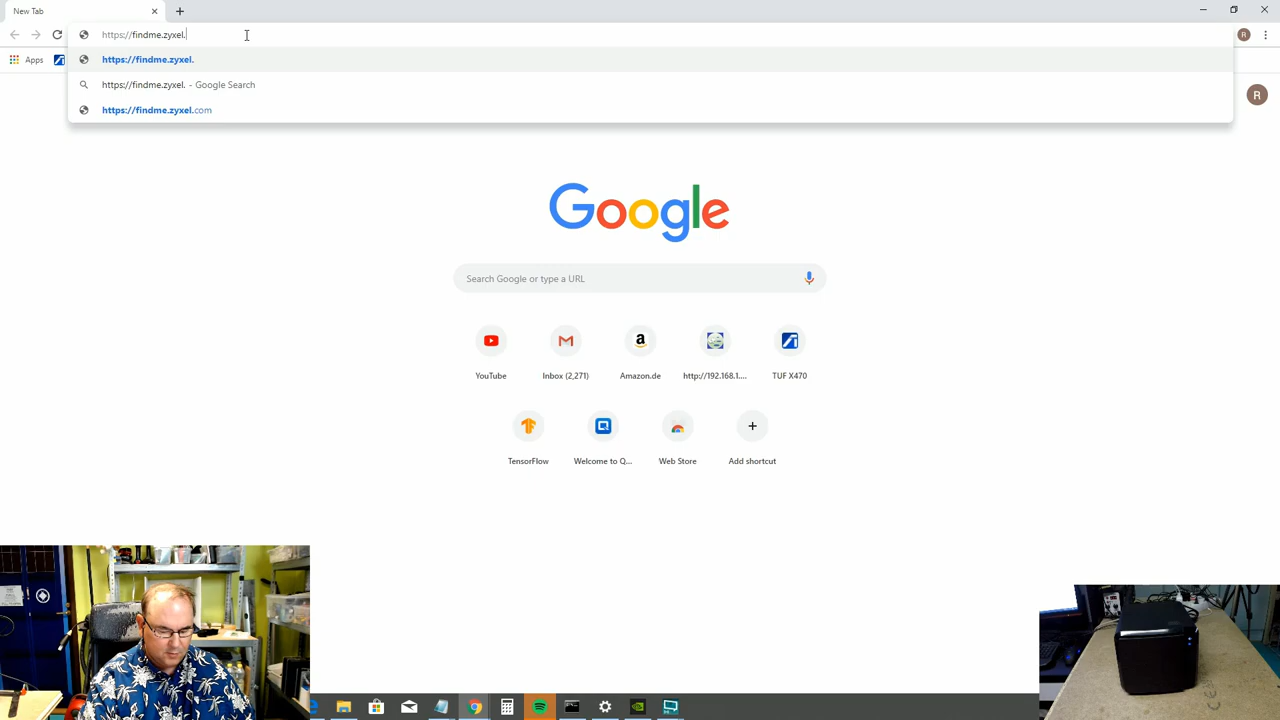 New Tab
https://findme.zyxel.
R
Apps
https://findme.zyxel.
https://findme.zyxel. - Google Search
https://findme.zyxel.com
R
Google
Search Google or type a URL
YouTube
Inbox (2,271)
Amazon.de
http://192.168.1....
TUF X470
TensorFlow
Welcome to Q...
Web Store
Add shortcut